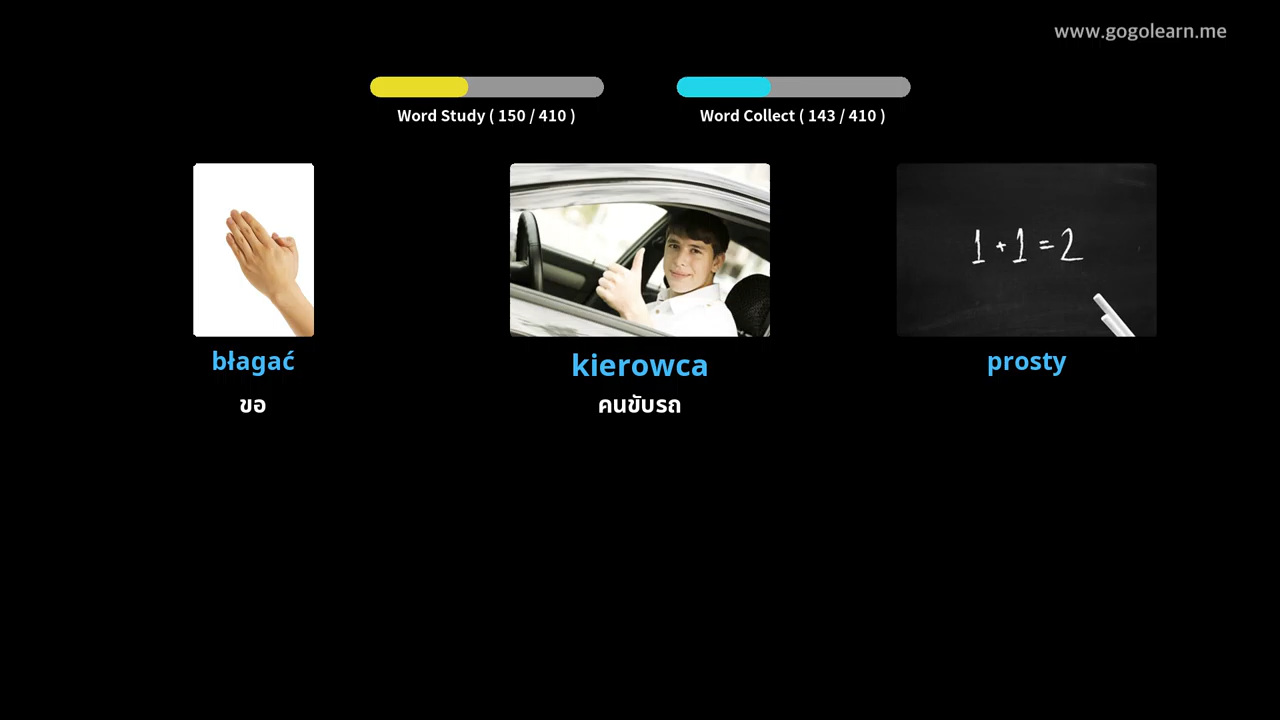 www.gogolearn.me
Word Study ( 150 / 410 )
Word Collect ( 143 / 410 )
1 + 1 = 2
błagać
kierowca
prosty
ขอ
คนขับรถ